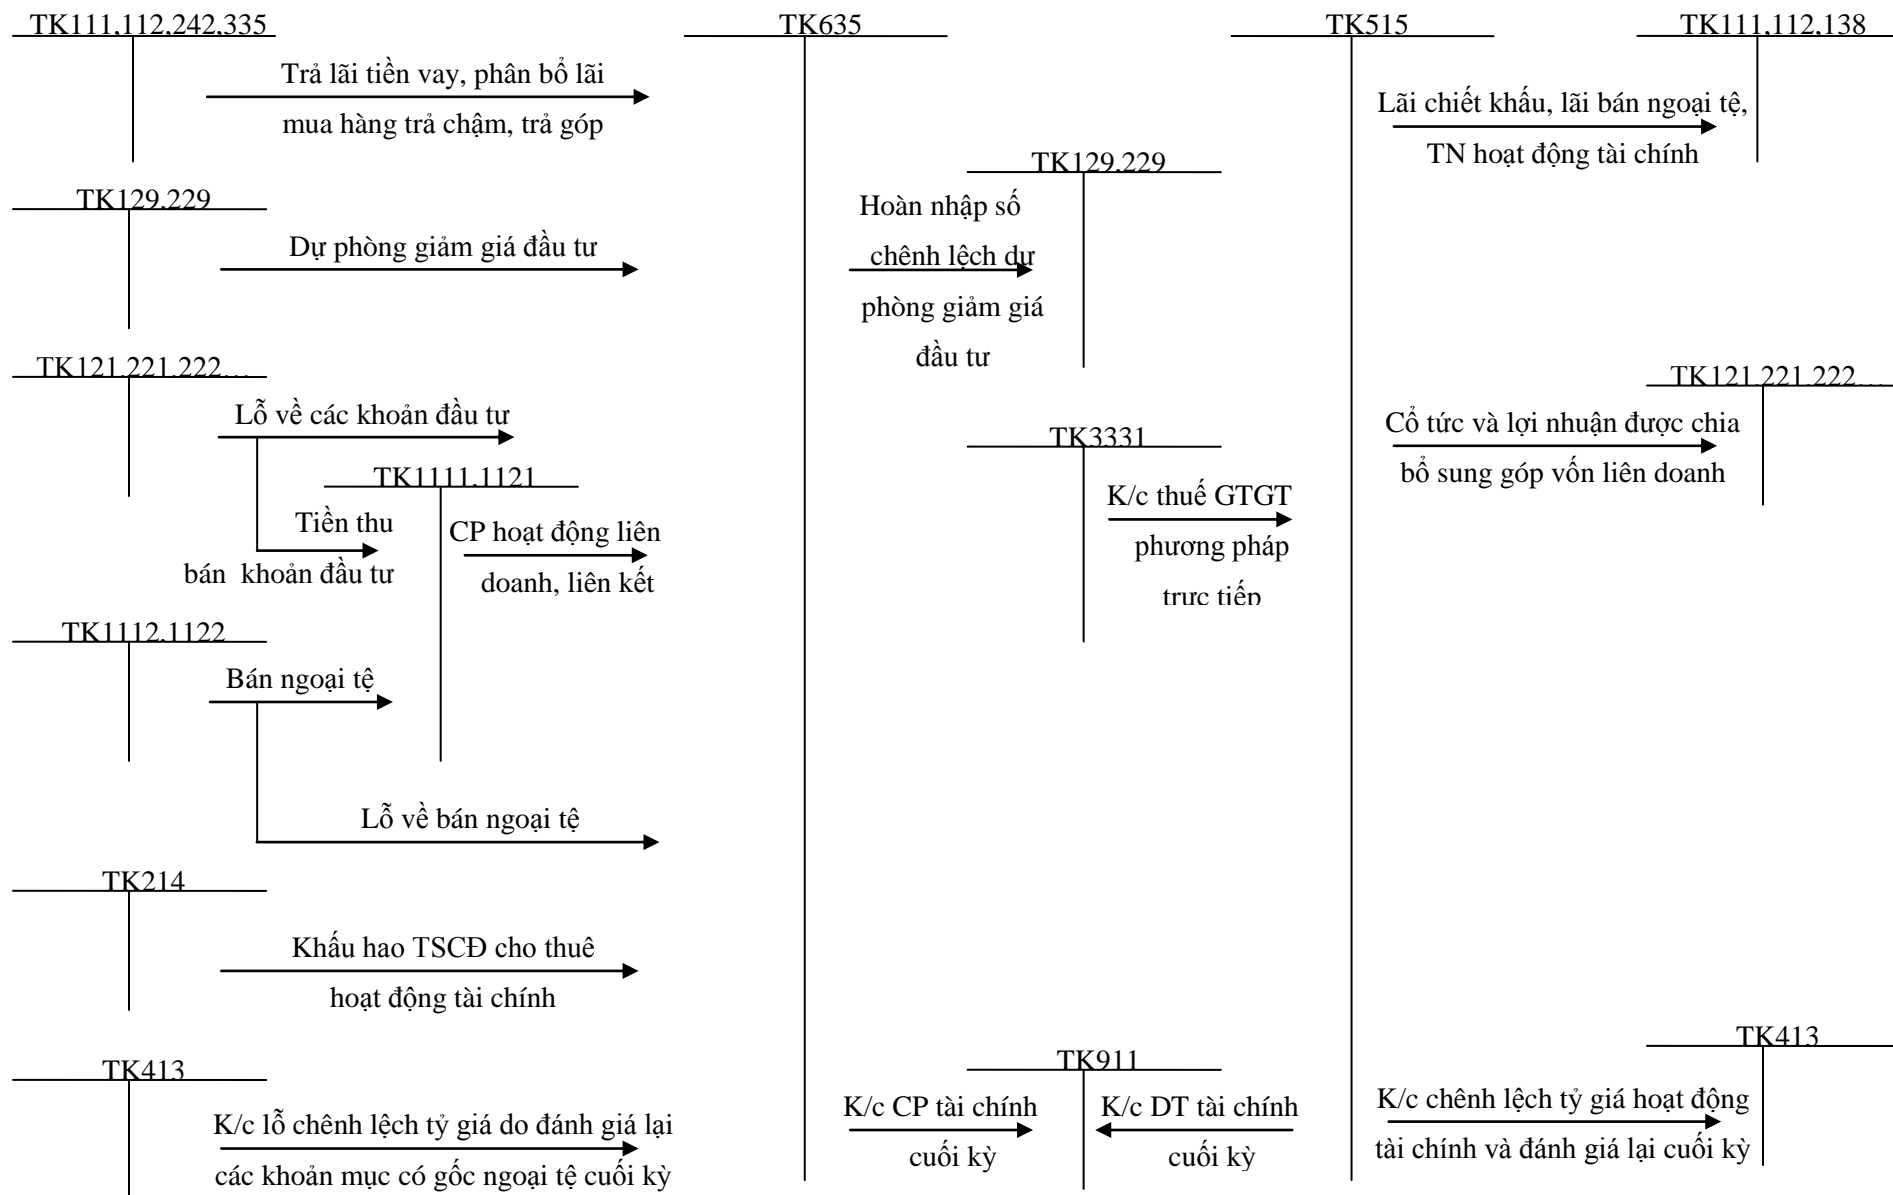 TK111,112,242,335
Trả lãi tiền vay, phân bổ lãi
mua hàng trả chậm, trả góp
TK129,229
Dự phòng giảm giá đầu tư
TK121,221,222…
Lỗ về các khoản đầu tư
TK1111,1121
Tiền thu
bán khoản đầu tư
CP hoạt động liên
doanh, liên kết
TK1112,1122
Bán ngoại tệ
Lỗ về bán ngoại tệ
TK214
Khấu hao TSCĐ cho thuê
hoạt động tài chính
TK413
K/c lỗ chênh lệch tỷ giá do đánh giá lại
các khoản mục có gốc ngoại tệ cuối kỳ
TK635
TK129,229
Hoàn nhập số
chênh lệch dự
phòng giảm giá
đầu tư
TK3331
K/c thuế GTGT
phương pháp
trực tiếp
TK911
K/c CP tài chính
cuối kỳ
K/c DT tài chính
cuối kỳ
TK515
TK111,112,138
Lãi chiết khấu, lãi bán ngoại tệ,
TN hoạt động tài chính
TK121,221,222…
Cổ tức và lợi nhuận được chia
bổ sung góp vốn liên doanh
TK413
K/c chênh lệch tỷ giá hoạt động
tài chính và đánh giá lại cuối kỳ